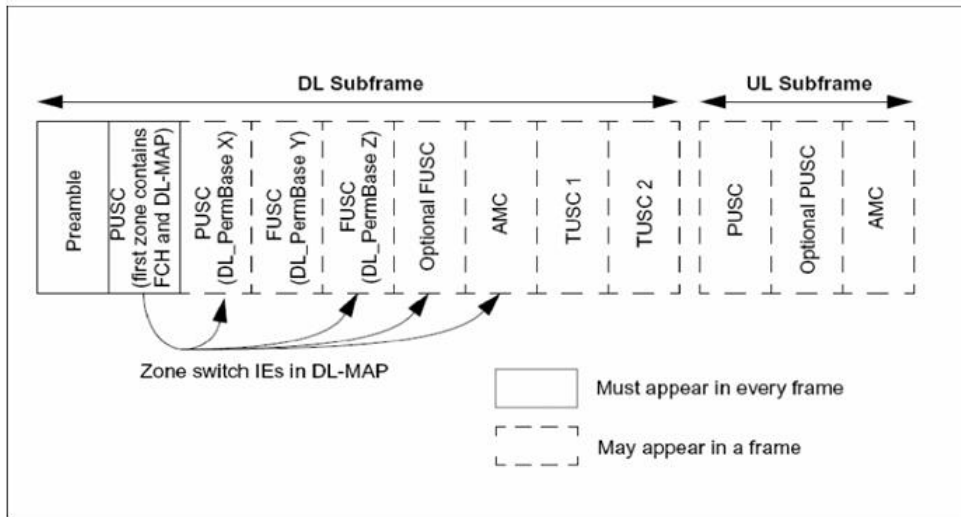 DL Subframe
UL Subframe
Preamble
PUSC
(first zone contains
FCH and DL-MAP)
PUSC
(DL_PermBase X)
FUSC
(DL_PermBase Y)
FUSC
(DL_PermBase Z)
Optional FUSC
AMC
TUSC 1
TUSC 2
PUSC
Optional PUSC
AMC
Zone switch IEs in DL-MAP
Must appear in every frame
May appear in a frame